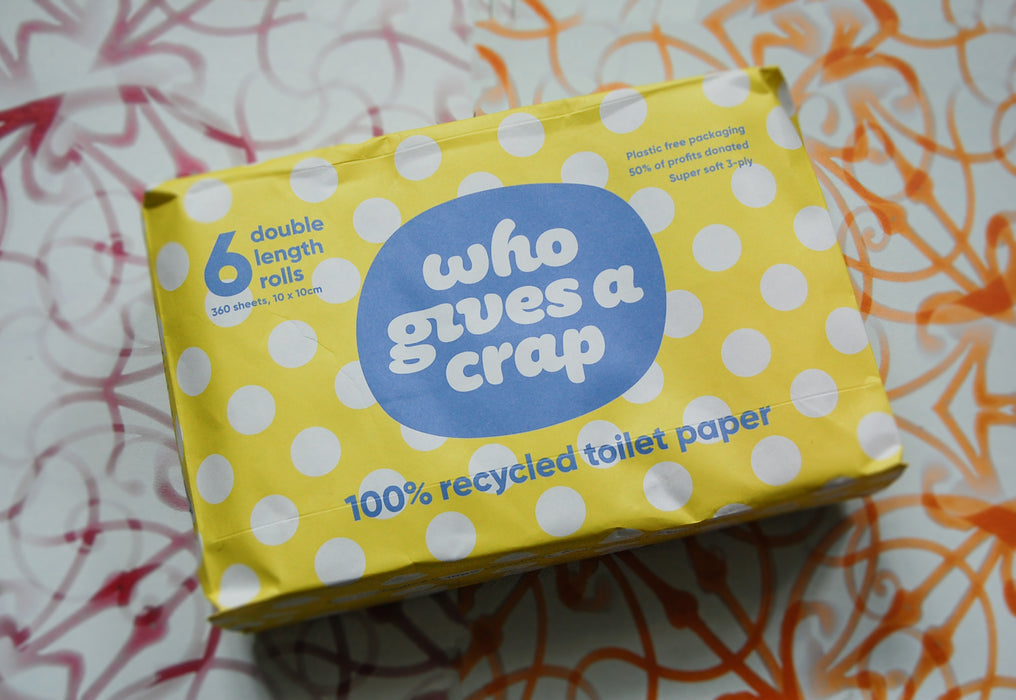 6 double
length
rolls
360 sheets, 10 x 10cm
Plastic free packaging
50% of profits donated
Super soft 3-ply
who
gives a
crap
100% recycled toilet paper